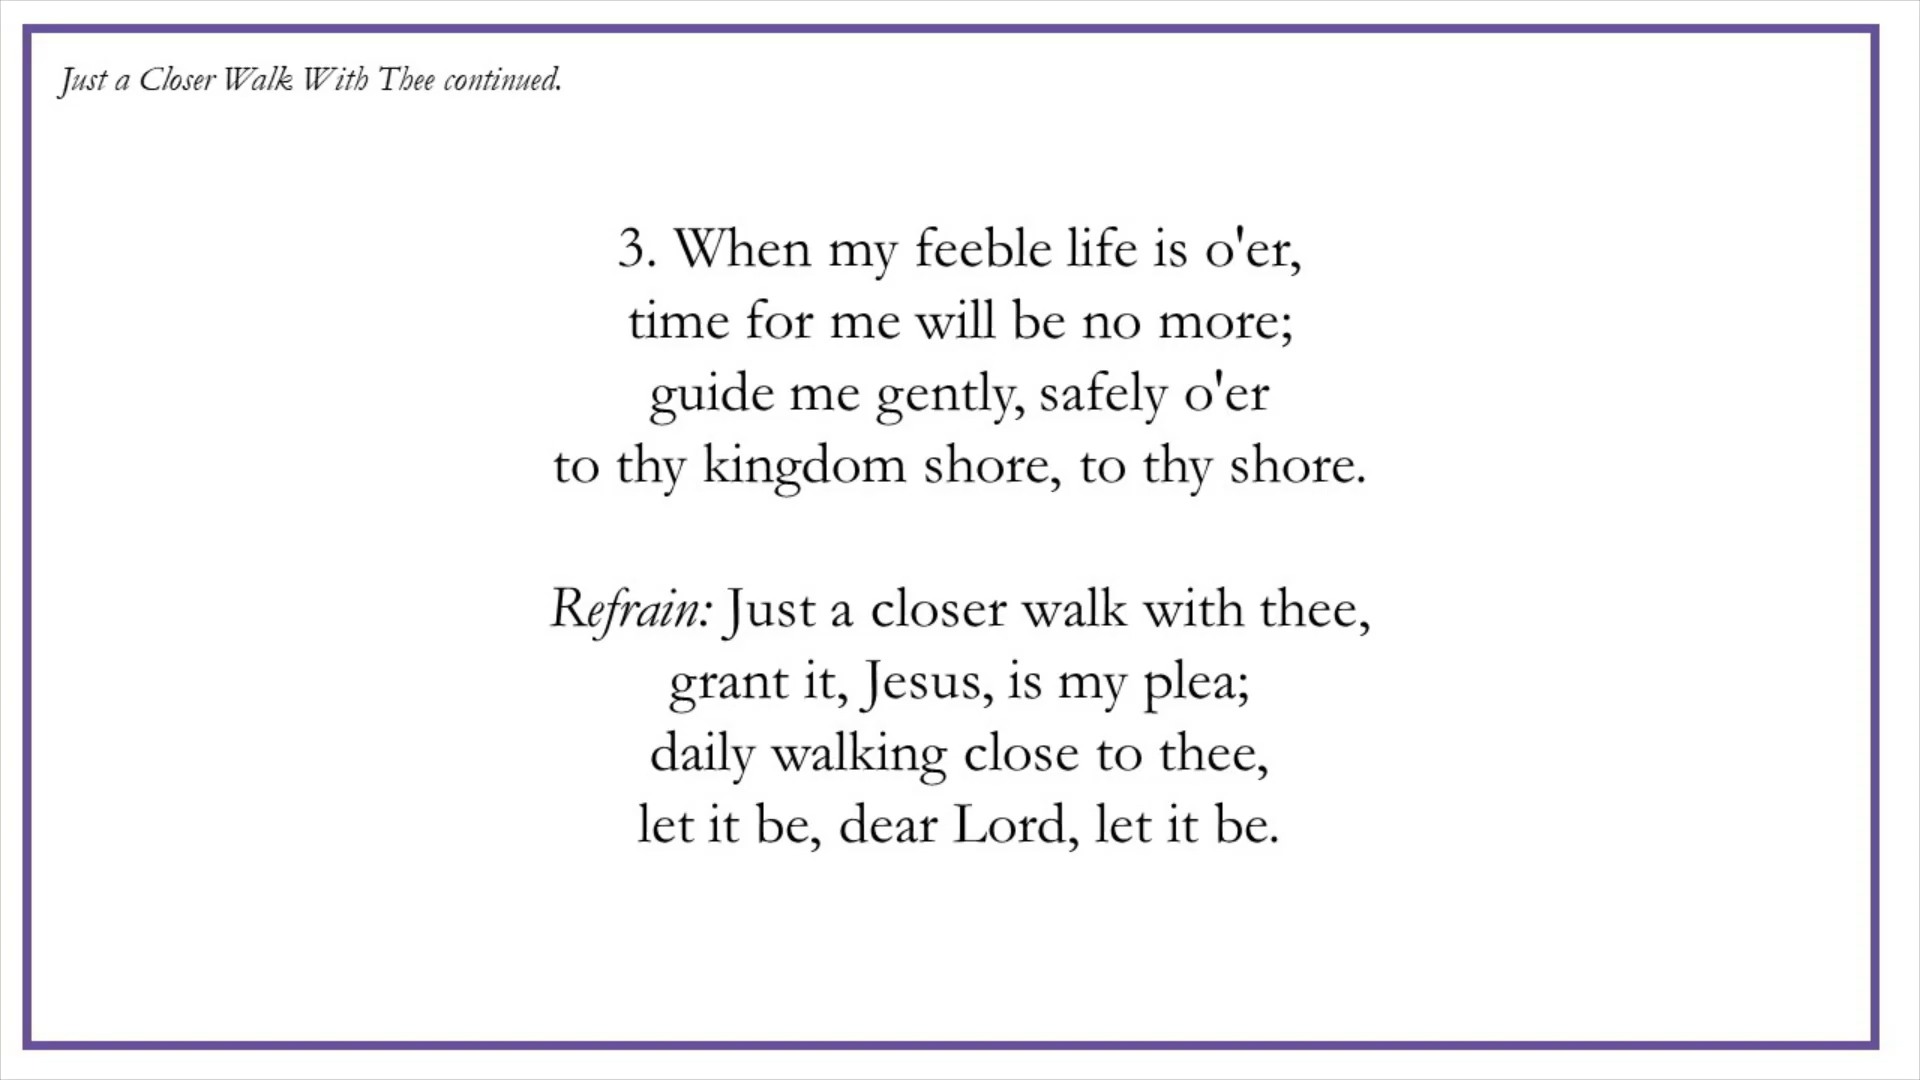 Just a Closer Walk With Thee continued.
3. When my feeble life is o'er,
time for me will be no more;
guide me gently, safely o'er
to thy kingdom shore, to thy shore.
Refrain: Just a closer walk with thee,
grant it, Jesus, is my plea;
daily walking close to thee,
let it be, dear Lord, let it be.